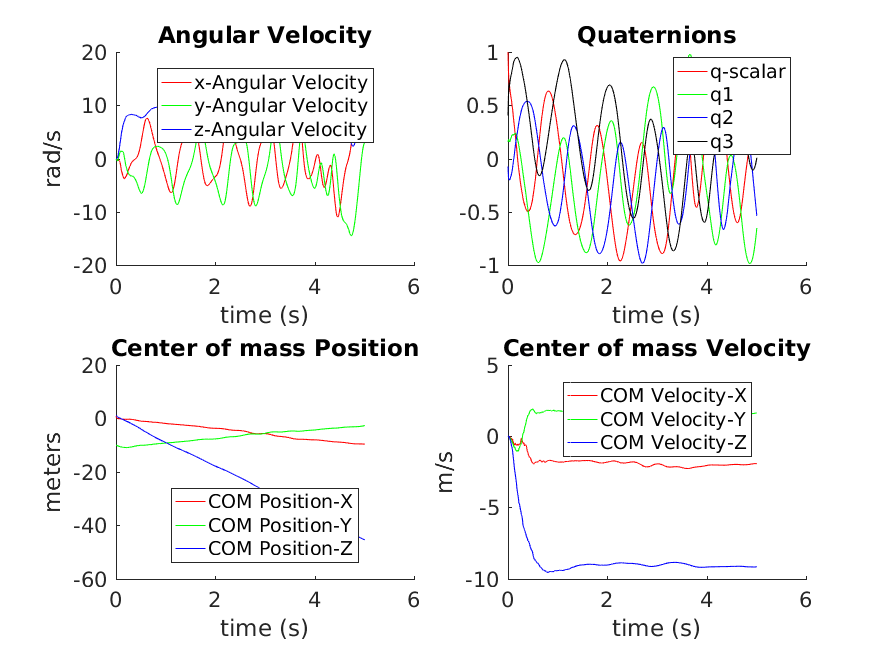 Angular Velocity
20
10
0
-10
-20
rad/s
x-Angular Velocity
y-Angular Velocity
z-Angular Velocity
0
2
4
6
time (s)
Quaternions
1
0.5
0
-0.5
-1
q-scalar
q1
q2
q3
0
2
4
6
time (s)
Center of mass Position
20
0
-20
-40
-60
meters
COM Position-X
COM Position-Y
COM Position-Z
0
2
4
6
time (s)
Center of mass Velocity
5
0
-5
-10
m/s
COM Velocity-X
COM Velocity-Y
COM Velocity-Z
0
2
4
6
time (s)